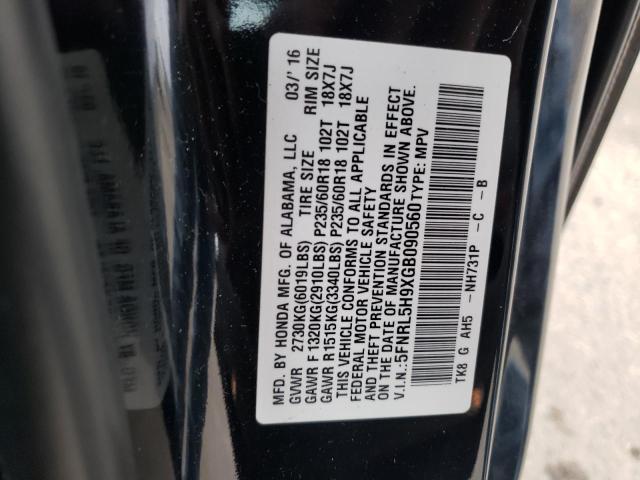 MFD. BY HONDA MFG. OF ALABAMA, LLC 03/' 16
GVWR 2730KG(6019LBS) TIRE SIZE RIM SIZE
GAWR F 1320KG(2910LBS) P235/60R18 102T 18X7J
GAWR R1515KG(3340LBS) P235/60R18 102T 18X7J
THIS VEHICLE CONFORMS TO ALL APPLICABLE
FEDERAL MOTOR VEHICLE SAFETY
AND THEFT PREVENTION STANDARDS IN EFFECT
ON THE DATE OF MANUFACTURE SHOWN ABOVE.
V.I.N.:5FNRL5H9XGB090560 TYPE: MPV
TK8 G AH5 -NH731P -C -B